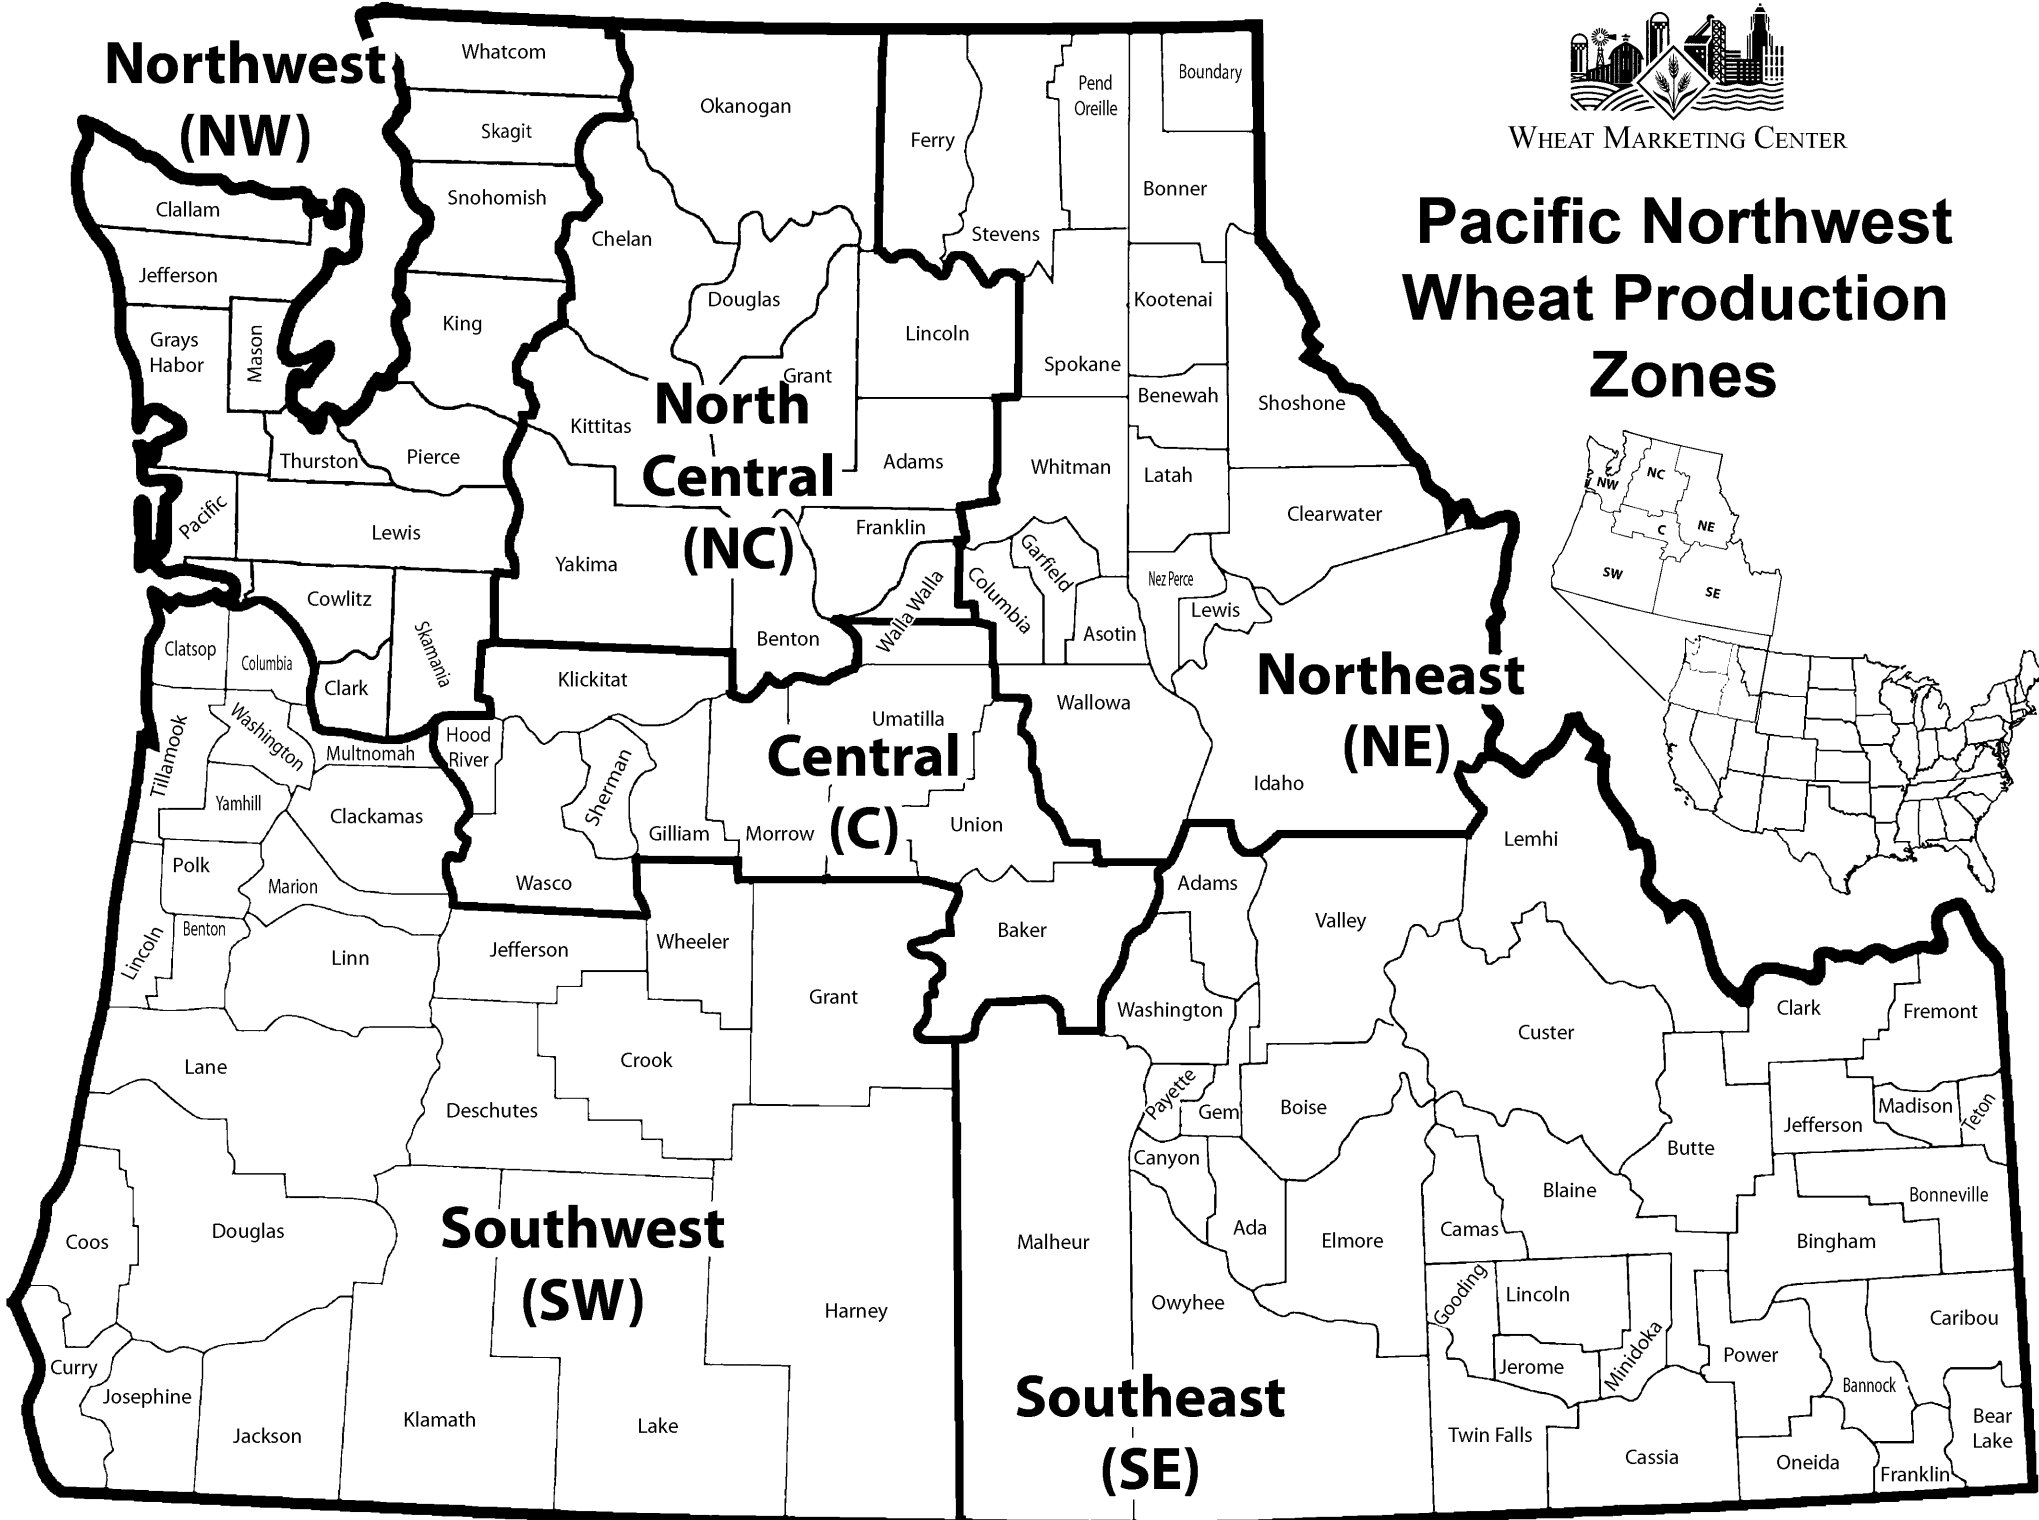 WHEAT MARKETING CENTER
Pacific Northwest
Wheat Production
Zones
Northwest
(NW)
Whatcom
Skagit
Snohomish
King
Clallam
Jefferson
Grays
Habor
Mason
Thurston
Pierce
Pacific
Lewis
Cowlitz
Clark
Skamania
North
Central
(NC)
Okanogan
Chelan
Douglas
Lincoln
Grant
Kittitas
Adams
Yakima
Franklin
Benton
Walla Walla
Northeast
(NE)
Ferry
Stevens
Pend
Oreille
Boundary
Bonner
Kootenai
Spokane
Benewah
Shoshone
Whitman
Latah
Clearwater
Columbia
Garfield
Asotin
Nez Perce
Lewis
Wallowa
Idaho
Baker
Central
(C)
Klickitat
Hood
River
Wasco
Sherman
Gilliam
Morrow
Umatilla
Union
Southwest
(SW)
Clatsop
Columbia
Tillamook
Washington
Multnomah
Yamhill
Clackamas
Polk
Marion
Lincoln
Benton
Linn
Jefferson
Wheeler
Grant
Crook
Deschutes
Lane
Douglas
Coos
Curry
Josephine
Jackson
Klamath
Lake
Harney
Southeast
(SE)
Malheur
Adams
Valley
Lemhi
Washington
Payette
Gem
Boise
Custer
Clark
Fremont
Butte
Jefferson
Madison
Teton
Canyon
Ada
Elmore
Owyhee
Camas
Blaine
Gooding
Lincoln
Jerome
Minidoka
Twin Falls
Cassia
Power
Bingham
Bonneville
Bannock
Caribou
Bear
Lake
Oneida
Franklin
NW
NC
C
NE
SW
SE